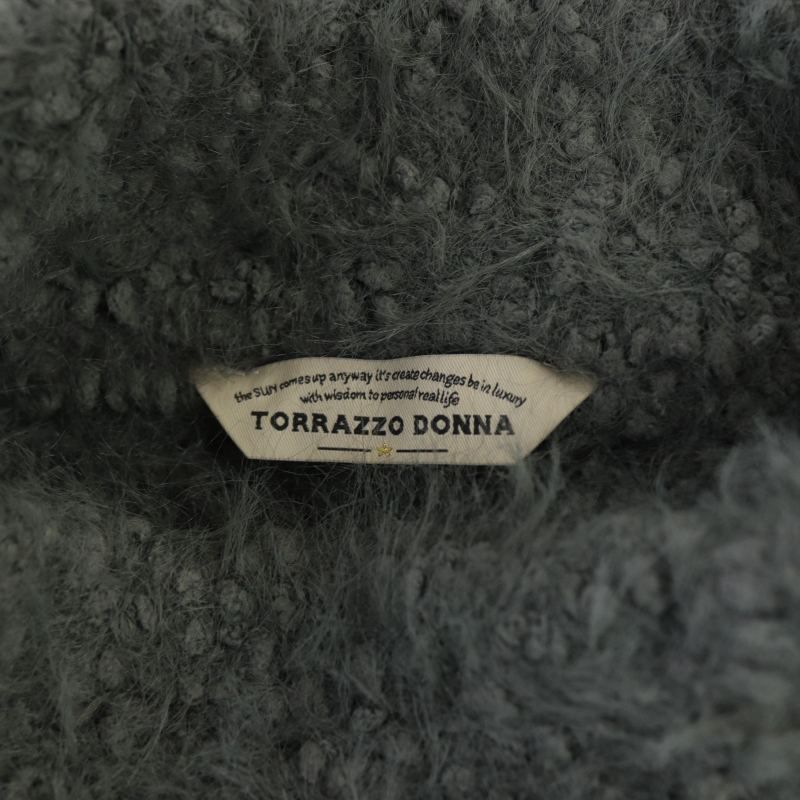 the SUN comes up anyway it's create changes be in luxury
with wisdom to personal real life
TORRAZZO DONNA